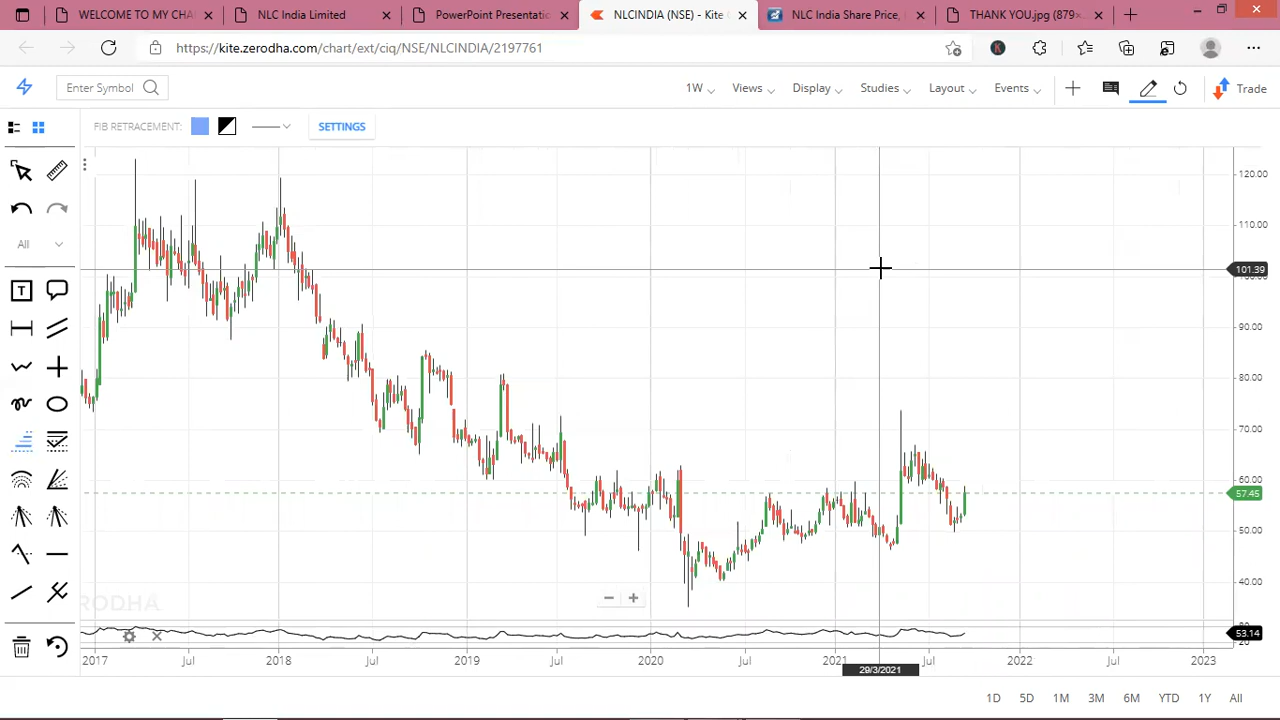 WELCOME TO MY CHA
NLC India Limited
PowerPoint Presentatio
NLCINDIA (NSE) - Kite
NLC India Share Price,
THANK YOU.jpg (879×
https://kite.zerodha.com/chart/ext/ciq/NSE/NLCINDIA/2197761
K
Enter Symbol
1W
Views
Display
Studies
Layout
Events
Trade
FIB RETRACEMENT:
SETTINGS
All
T
120.00
110.00
101.39
90.00
80.00
70.00
60.00
57.45
50.00
40.00
ERODHA
53.14
20
2017
Jul
2018
Jul
2019
Jul
2020
Jul
2021
Jul
2022
Jul
2023
29/3/2021
1D
5D
1M
3M
6M
YTD
1Y
All